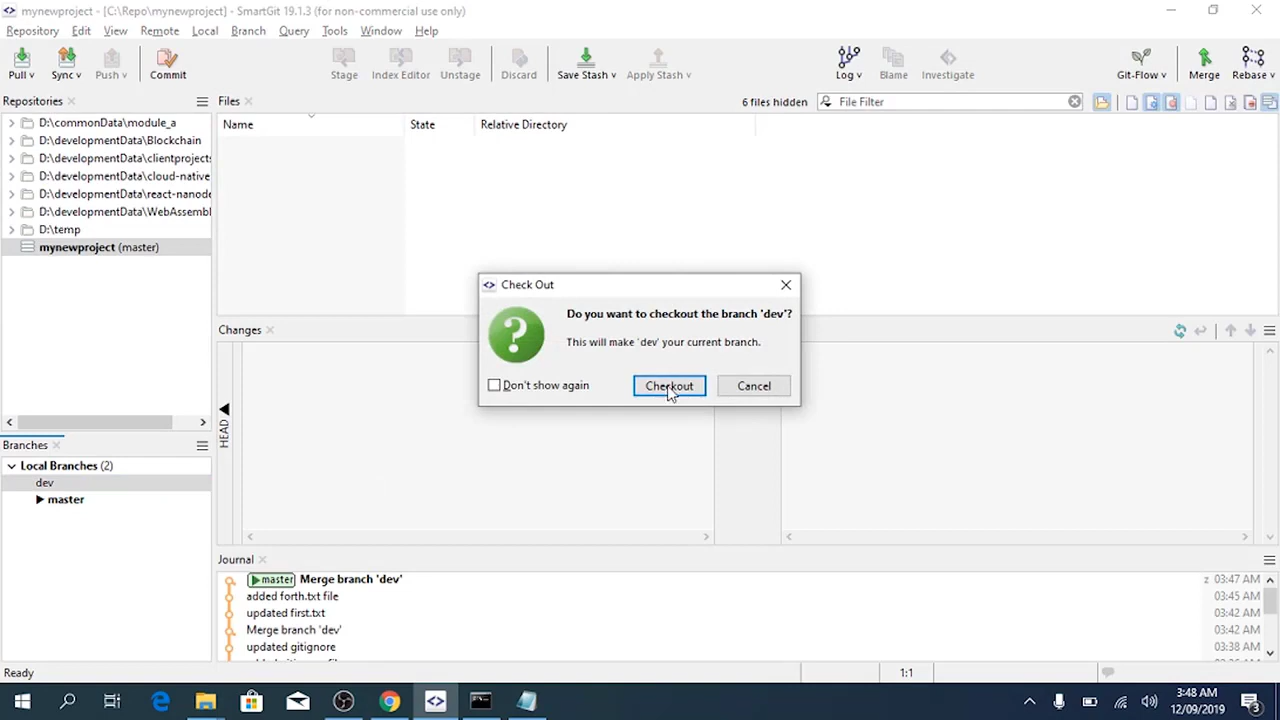 mynewproject - [C:\Repo\mynewproject] - SmartGit 19.1.3 (for non-commercial use only)
Repository Edit View Remote Local Branch Query Tools Window Help
Pull Sync Push Commit Stage Index Editor Unstage Discard Save Stash Apply Stash Log Blame Investigate Git-Flow Merge Rebase
Repositories
Files
6 files hidden
File Filter
Name State Relative Directory
D:\commonData\module_a
D:\developmentData\Blockchain
D:\developmentData\clientprojects
D:\developmentData\cloud-native
D:\developmentData\react-nanode
D:\developmentData\WebAssembl
D:\temp
mynewproject (master)
Check Out
Do you want to checkout the branch 'dev'?
This will make 'dev' your current branch.
Don't show again
Checkout
Cancel
Changes
HEAD
Branches
Local Branches (2)
dev
master
Journal
master Merge branch 'dev' z 03:47 AM
added forth.txt file 03:45 AM
updated first.txt 03:42 AM
Merge branch 'dev' 03:42 AM
updated gitignore 03:38 AM
Ready
1:1
3:48 AM
12/09/2019
3